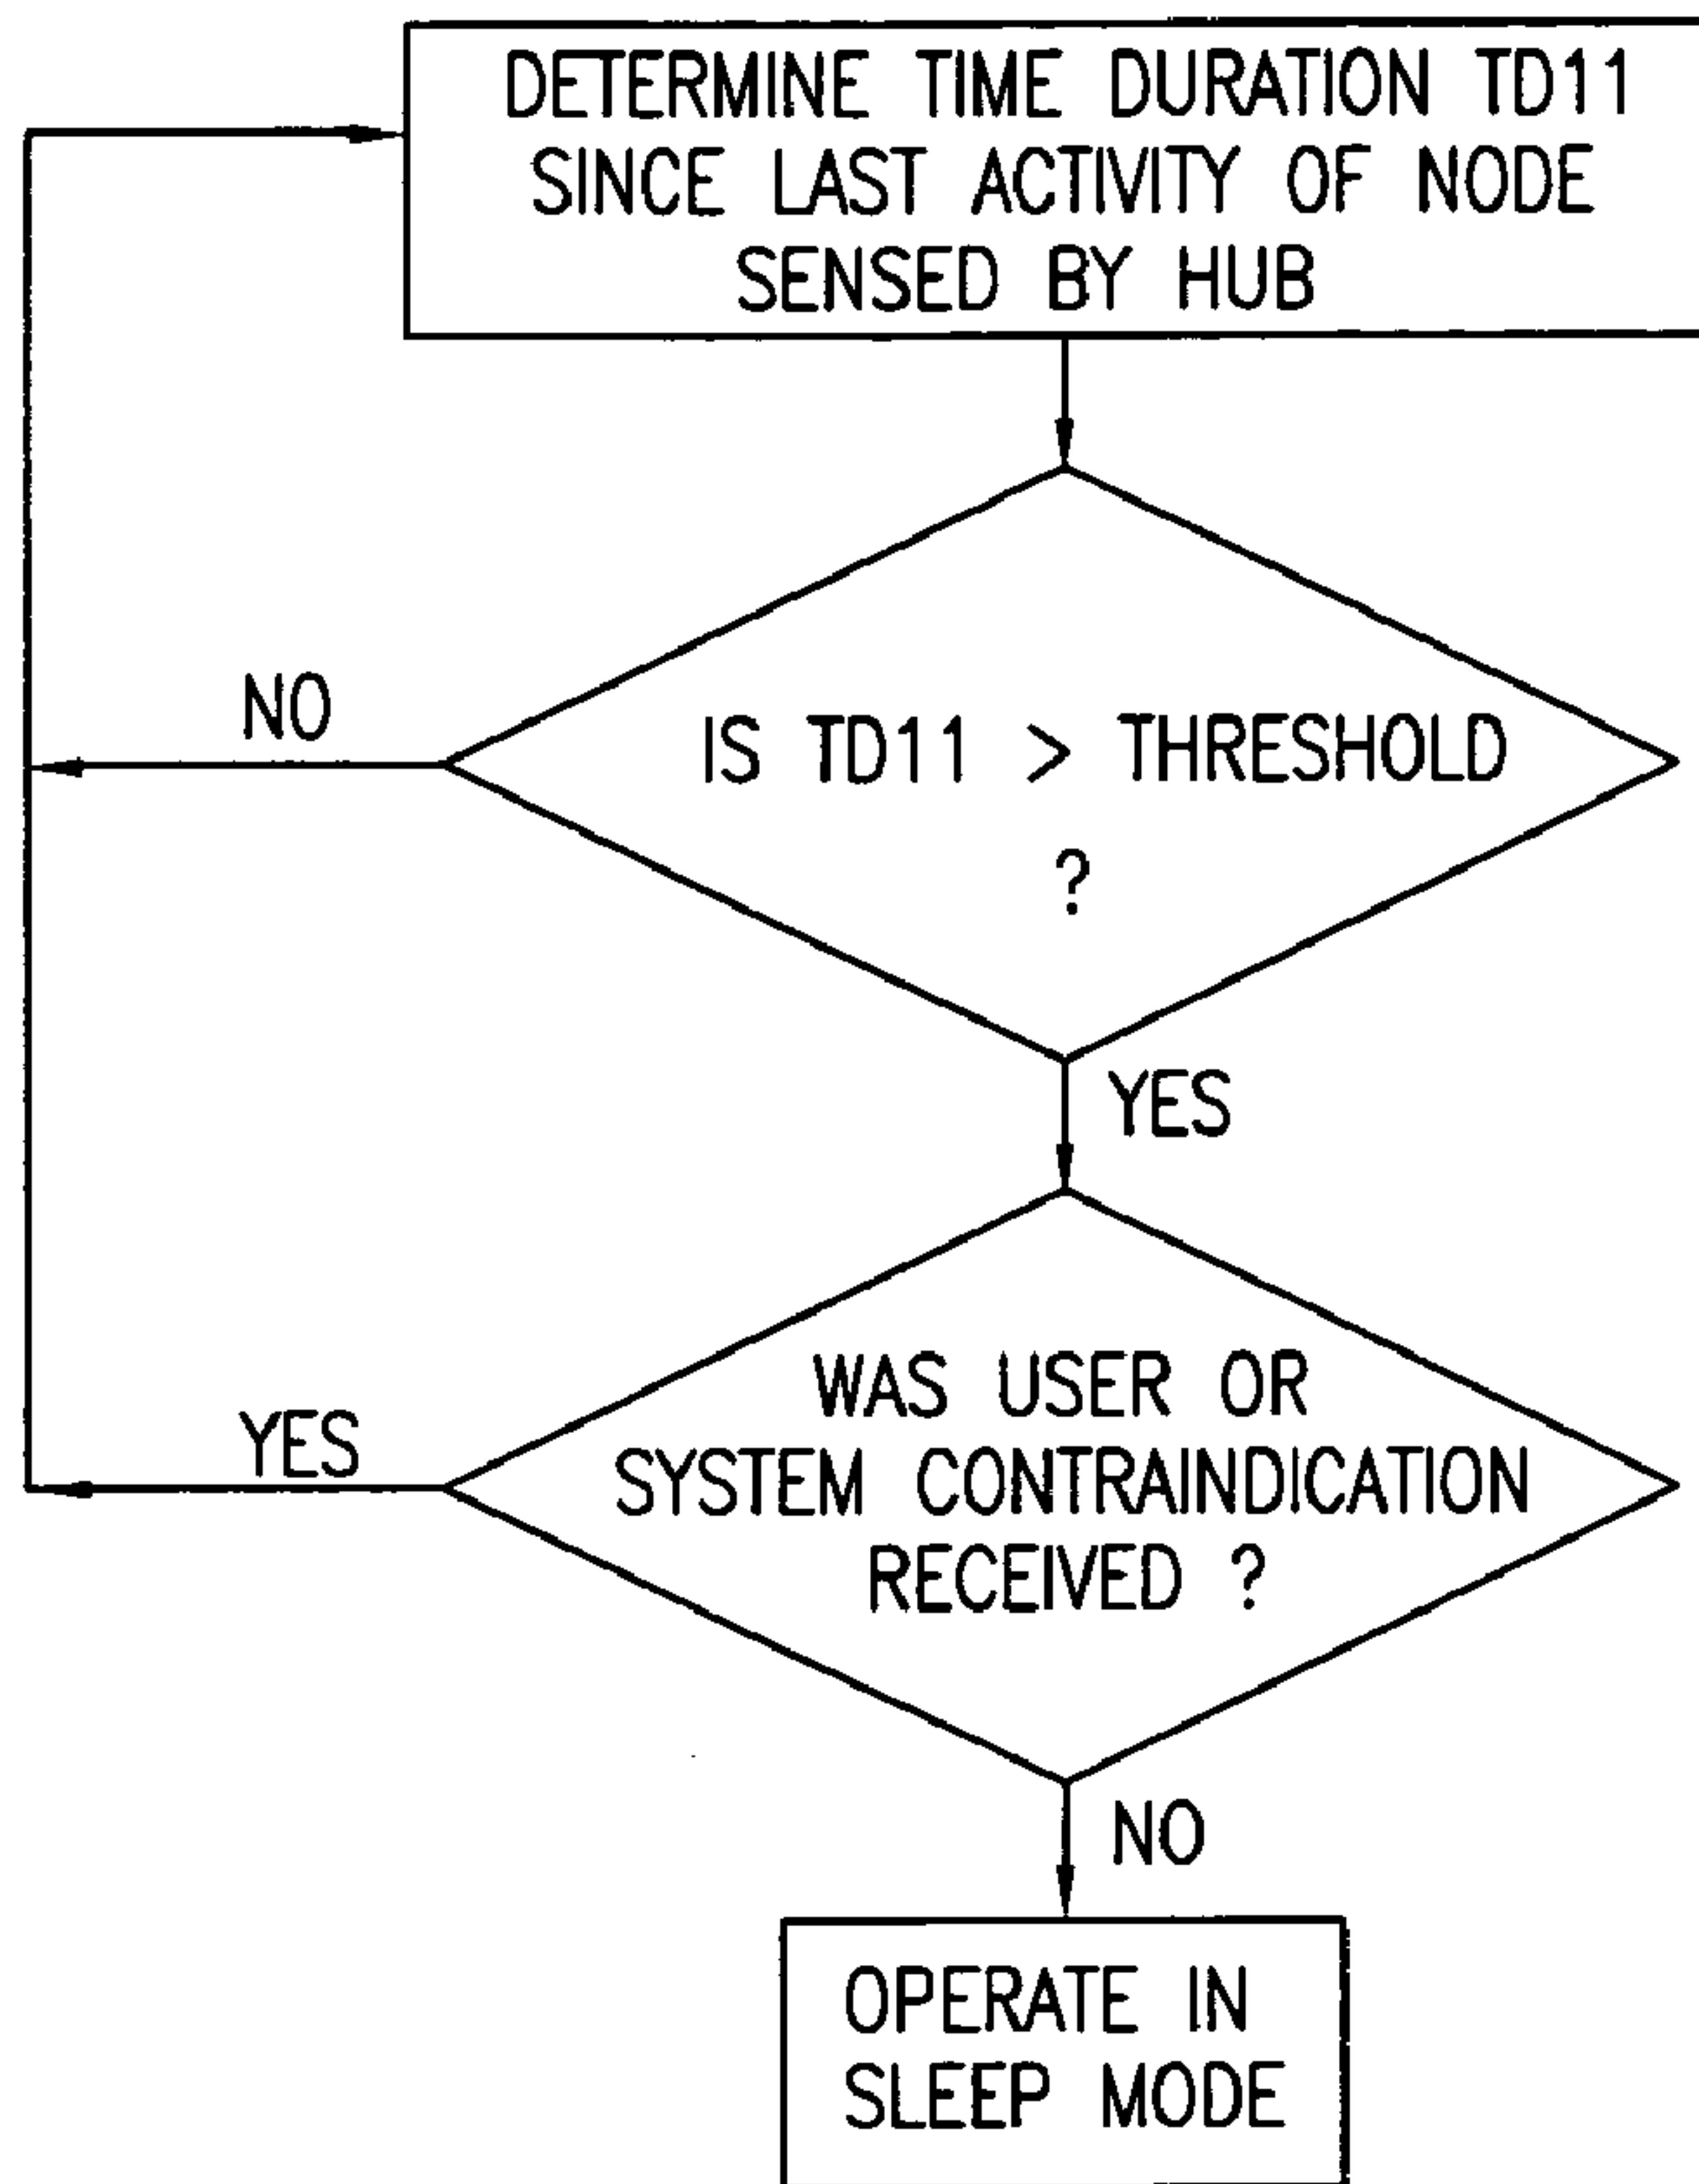 DETERMINE TIME DURATION TD11
SINCE LAST ACTIVITY OF NODE
SENSED BY HUB
NO
IS TD11 > THRESHOLD
?
YES
WAS USER OR
YES
SYSTEM CONTRAINDICATION
RECEIVED ?
NO
OPERATE IN
SLEEP MODE